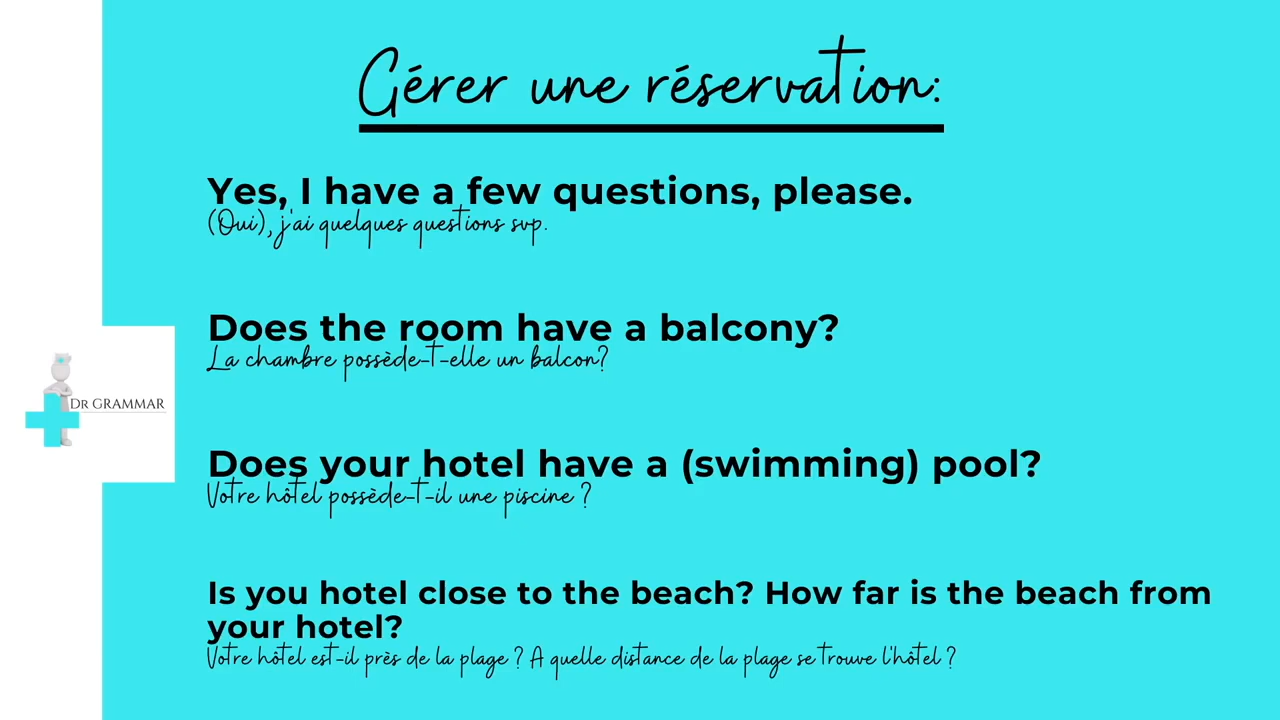 Gérer une réservation:
Yes, I have a few questions, please.
(Oui), j'ai quelques questions svp.
Does the room have a balcony?
La chambre possède-t-elle un balcon?
DR GRAMMAR
Does your hotel have a (swimming) pool?
Votre hôtel possède-t-il une piscine ?
Is you hotel close to the beach? How far is the beach from
your hotel?
Votre hôtel est-il près de la plage ? A quelle distance de la plage se trouve l'hôtel ?